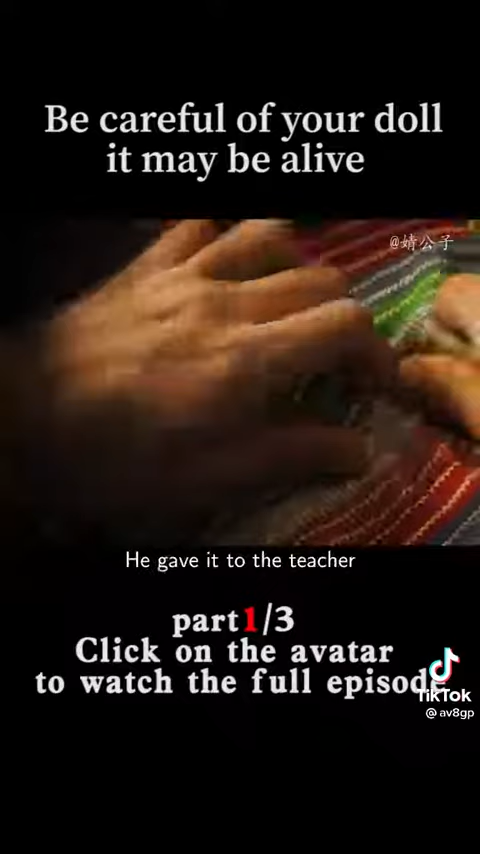 Be careful of your doll
it may be alive
@婧公子
He gave it to the teacher
part1/3
Click on the avatar
to watch the full episode
TikTok
@av8gp